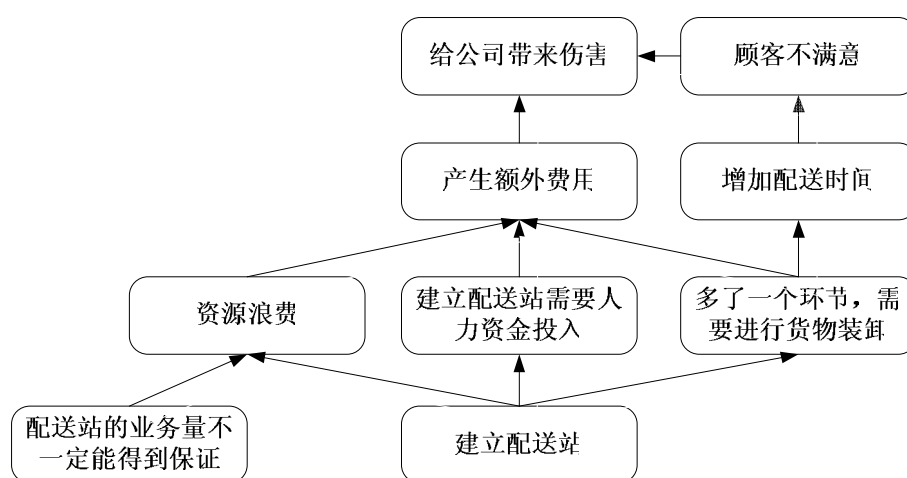 给公司带来伤害
顾客不满意
产生额外费用
增加配送时间
资源浪费
建立配送站需要人
力资金投入
多了一个环节，需
要进行货物装卸
配送站的业务量不
一定能得到保证
建立配送站